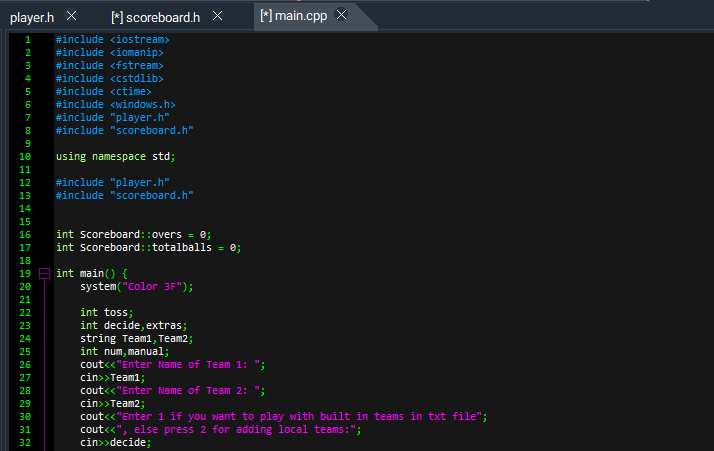 player.h [*] scoreboard.h [*] main.cpp
1 #include <iostream>
2 #include <iomanip>
3 #include <fstream>
4 #include <cstdlib>
5 #include <ctime>
6 #include <windows.h>
7 #include "player.h"
8 #include "scoreboard.h"
9
10 using namespace std;
11
12 #include "player.h"
13 #include "scoreboard.h"
14
15
16 int Scoreboard::overs = 0;
17 int Scoreboard::totalballs = 0;
18
19 int main() {
20 system("Color 3F");
21
22 int toss;
23 int decide,extras;
24 string Team1,Team2;
25 int num,manual;
26 cout<<"Enter Name of Team 1: ";
27 cin>>Team1;
28 cout<<"Enter Name of Team 2: ";
29 cin>>Team2;
30 cout<<"Enter 1 if you want to play with built in teams in txt file";
31 cout<<", else press 2 for adding local teams:";
32 cin>>decide;